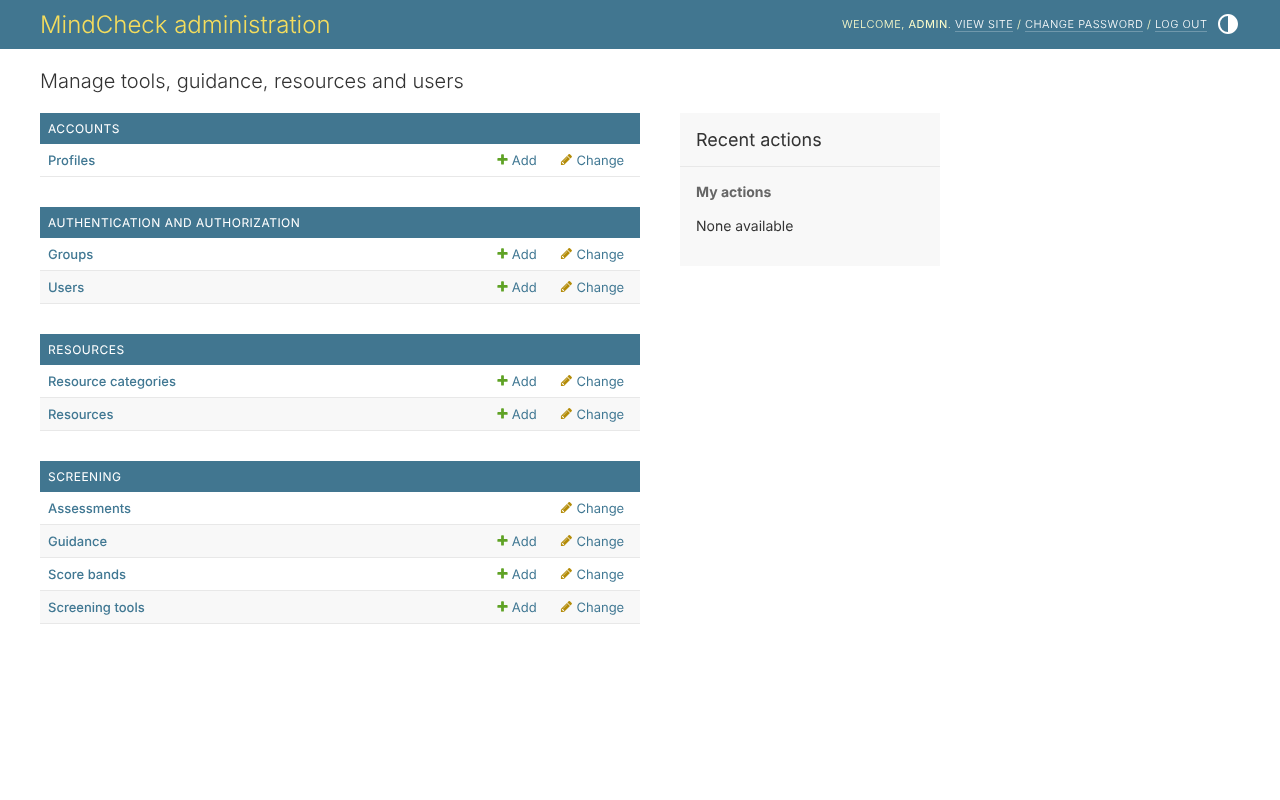 MindCheck administration
WELCOME, ADMIN. VIEW SITE / CHANGE PASSWORD / LOG OUT
Manage tools, guidance, resources and users
ACCOUNTS
Profiles Add Change
AUTHENTICATION AND AUTHORIZATION
Groups Add Change
Users Add Change
RESOURCES
Resource categories Add Change
Resources Add Change
SCREENING
Assessments Change
Guidance Add Change
Score bands Add Change
Screening tools Add Change
Recent actions
My actions
None available